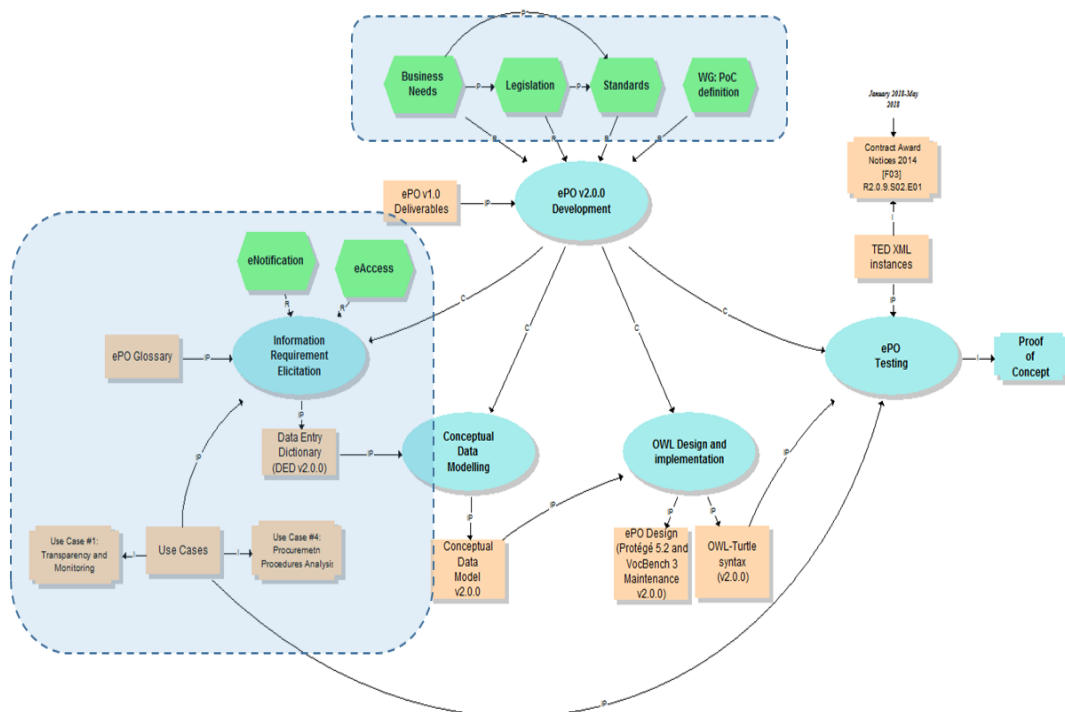 P
Business
Needs
P
Legislation
P
Standards
WG: PoC
definition
R
R
R
R
January 2018-May
2018
Contract Award
Notices 2014
[F03]
R2.0.9.S02.E01
I
TED XML
instances
IP
ePO v1.0
Deliverables
IP
ePO v2.0.0
Development
eNotification
eAccess
R
R
C
C
C
C
ePO Glossary
IP
Information
Requirement
Elicitation
ePO
Testing
I
Proof
of
Concept
IP
IP
Data Entry
Dictionary
(DED v2.0.0)
IP
Conceptual
Data
Modelling
OWL Design and
implementation
IP
IP
IP
IP
IP
Use Case #1:
Transparency and
Monitoring
I
Use Cases
I
Use Case #4:
Procuremetn
Procedures Analysis
Conceptual
Data
Model
v2.0.0
ePO Design
(Protégé 5.2 and
VocBench 3
Maintenance
v2.0.0)
OWL-Turtle
syntax
(v2.0.0)
IP